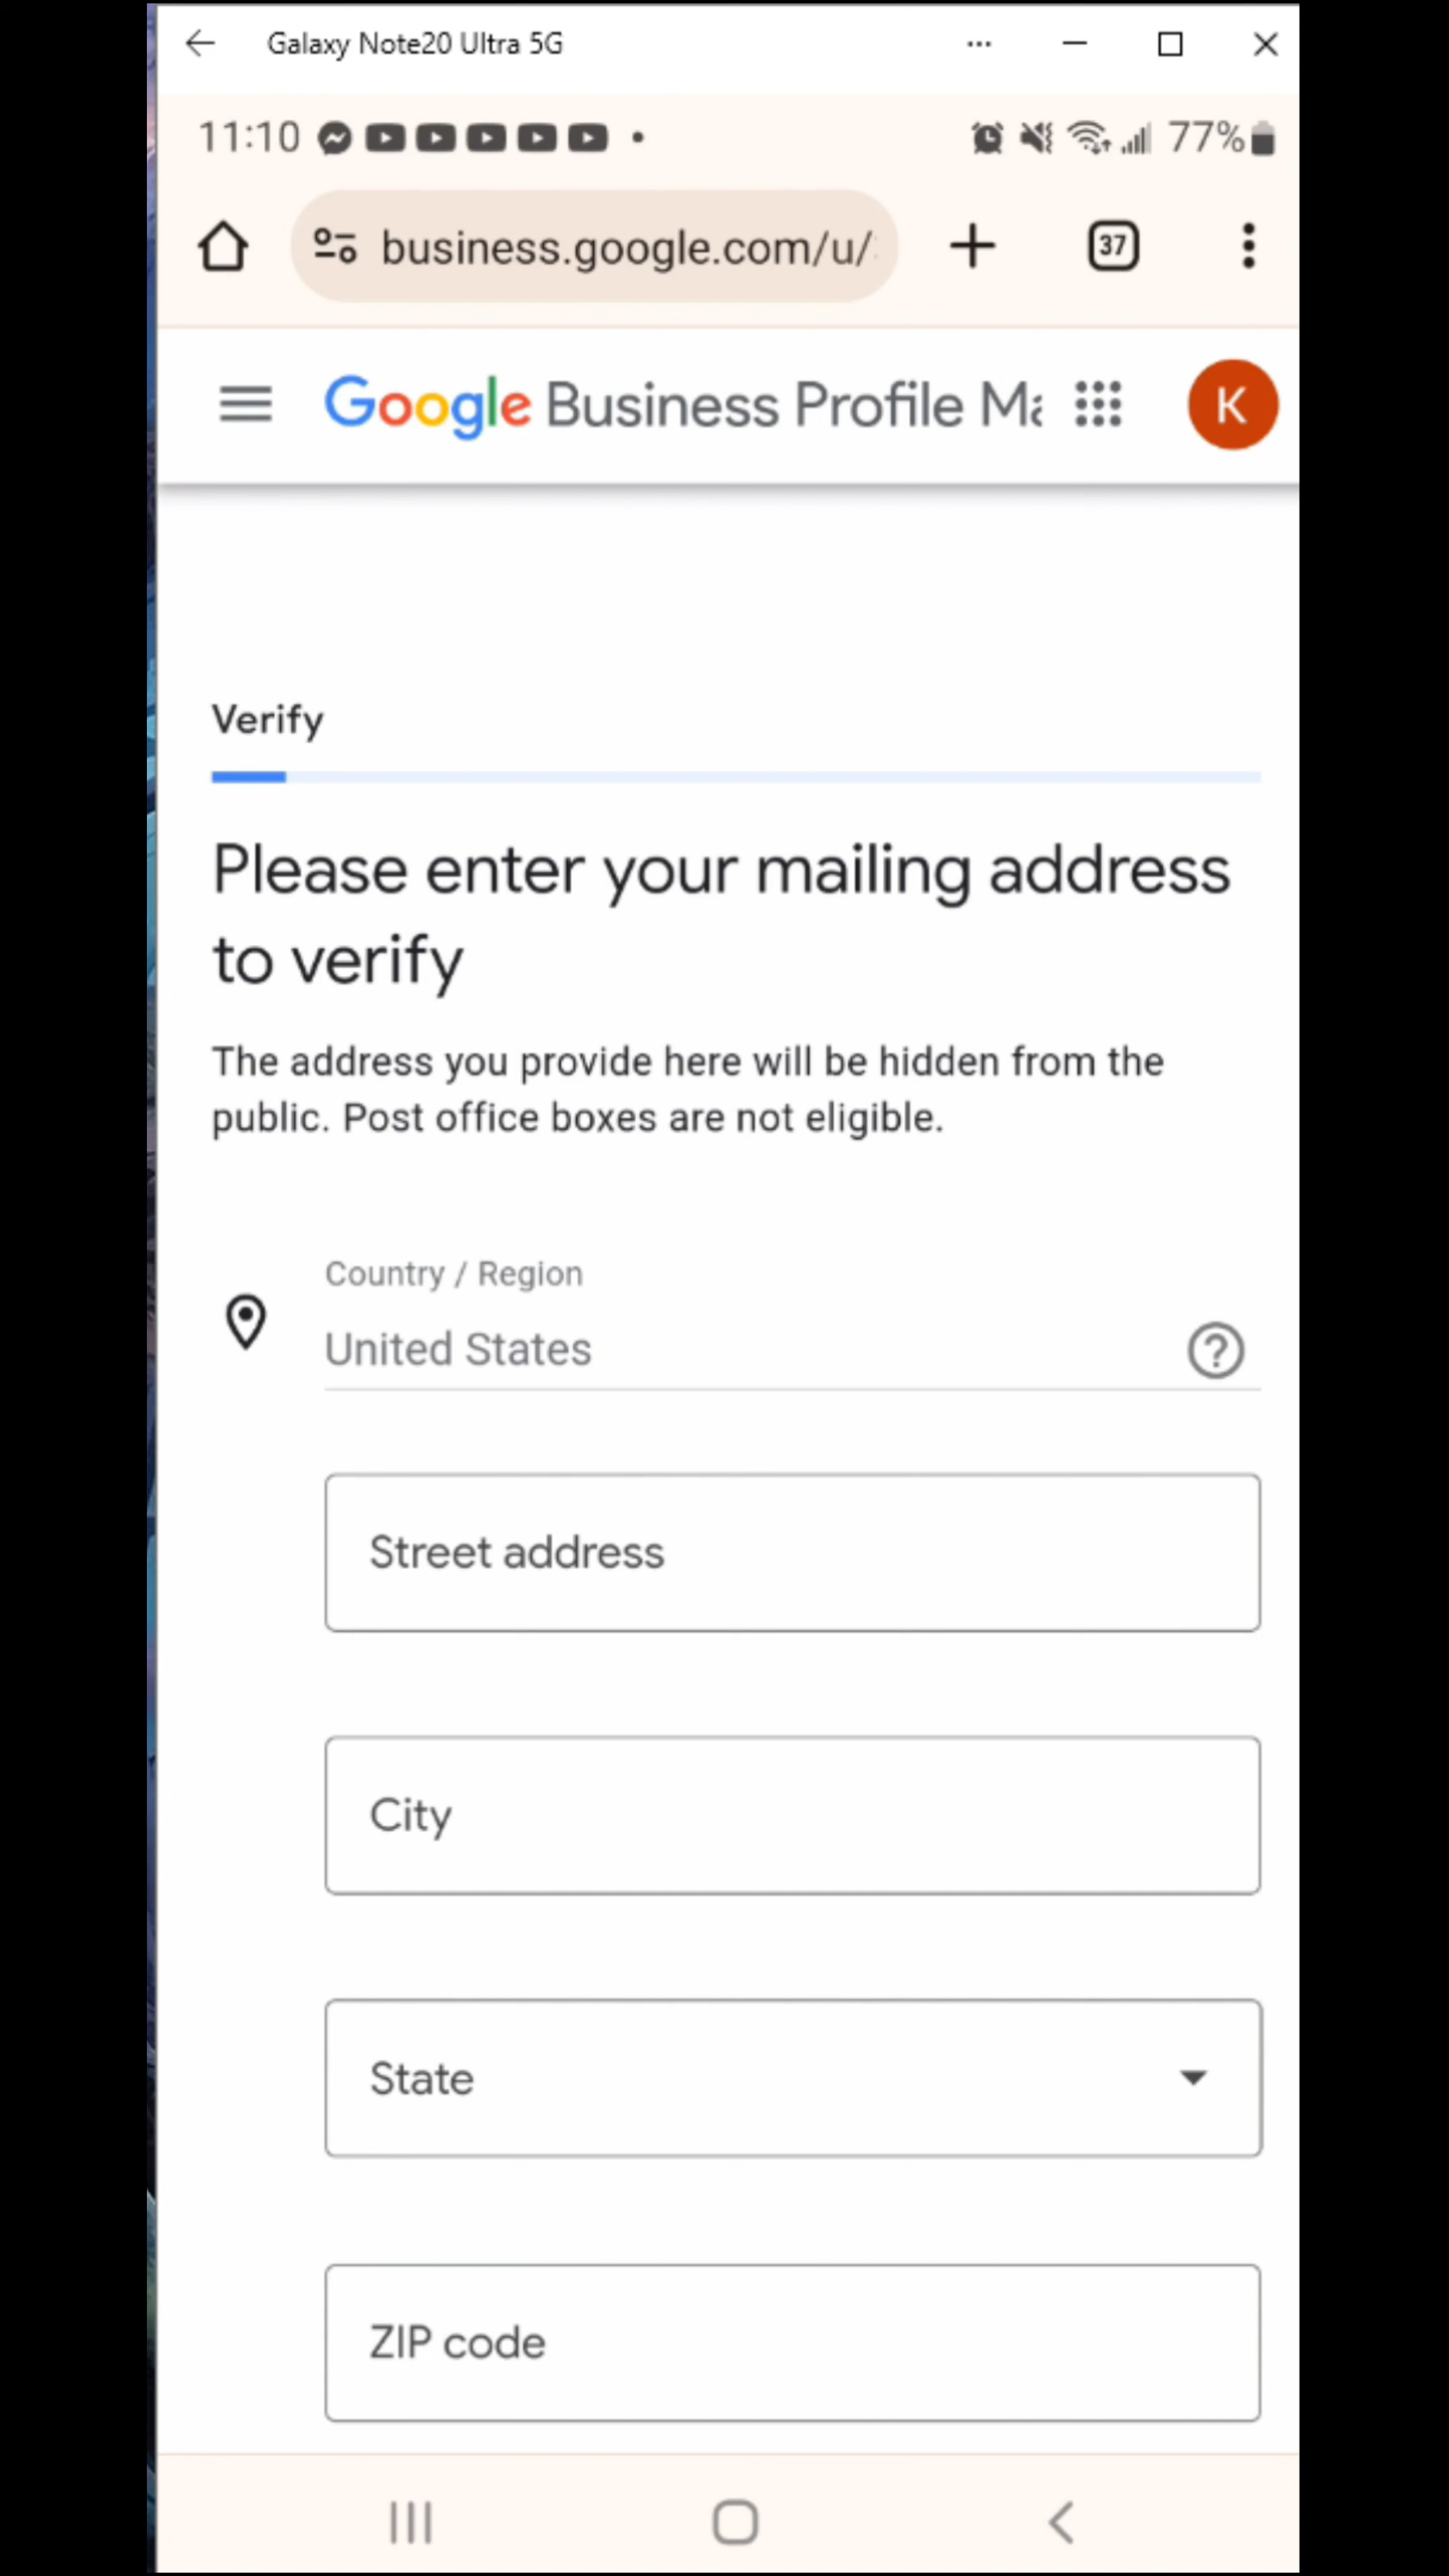 Galaxy Note20 Ultra 5G
11:10
77%
business.google.com/u/
37
Google Business Profile Ma
K
Verify
Please enter your mailing address
to verify
The address you provide here will be hidden from the
public. Post office boxes are not eligible.
Country / Region
United States
Street address
City
State
ZIP code